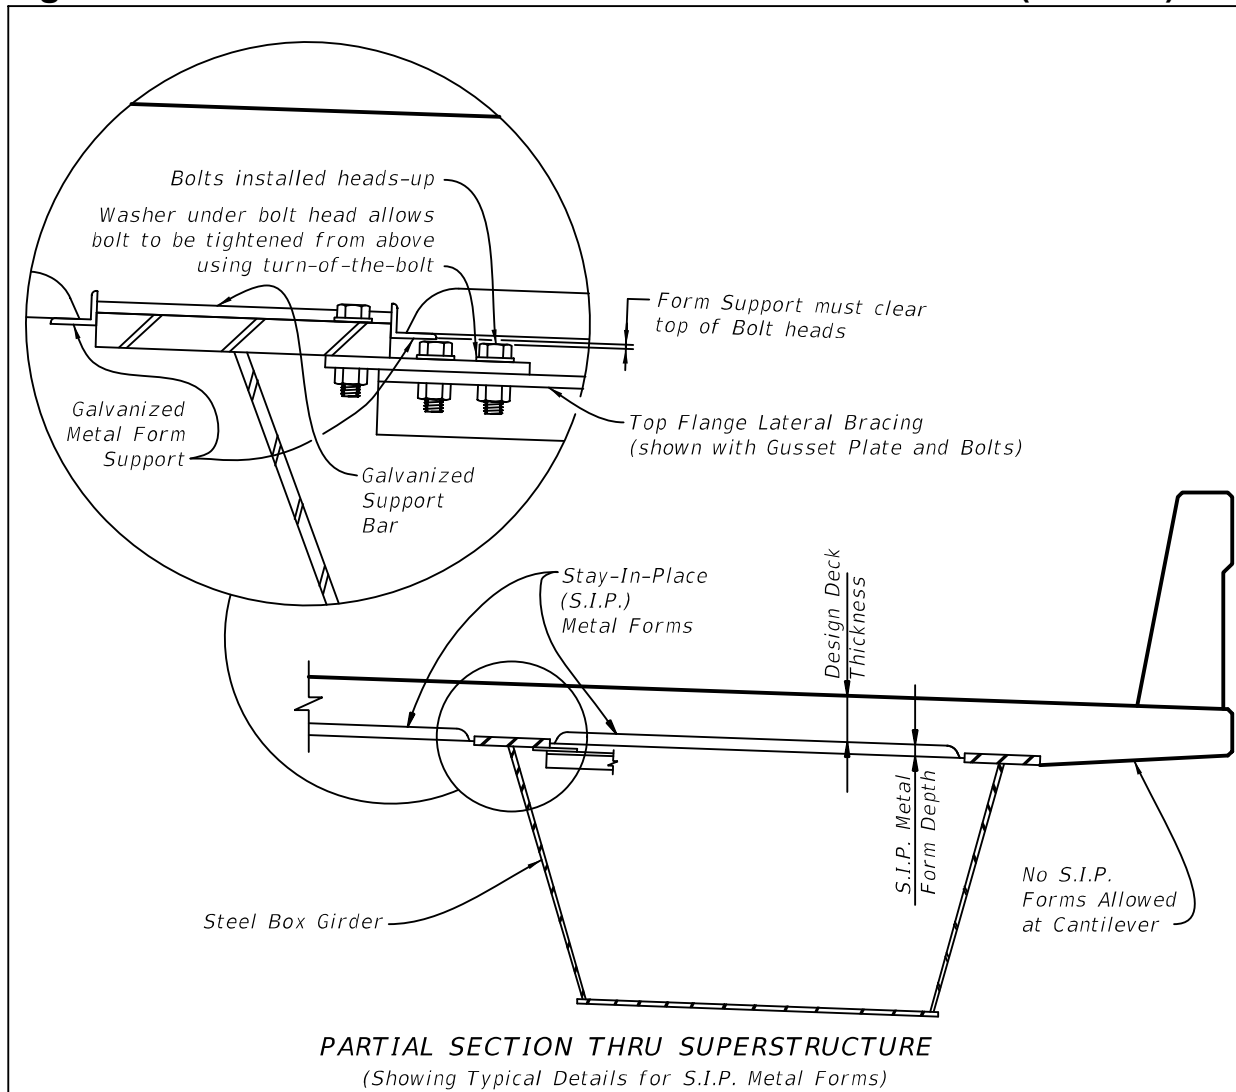 Bolts installed heads-up
Washer under bolt head allows
bolt to be tightened from above
using turn-of-the-bolt
Form Support must clear
top of Bolt heads
Galvanized
Metal Form
Support
Top Flange Lateral Bracing
(shown with Gusset Plate and Bolts)
Galvanized
Support
Bar
Stay-In-Place
(S.I.P.)
Metal Forms
Design Deck
Thickness
S.I.P. Metal
Form Depth
No S.I.P.
Forms Allowed
at Cantilever
Steel Box Girder
PARTIAL SECTION THRU SUPERSTRUCTURE
(Showing Typical Details for S.I.P. Metal Forms)